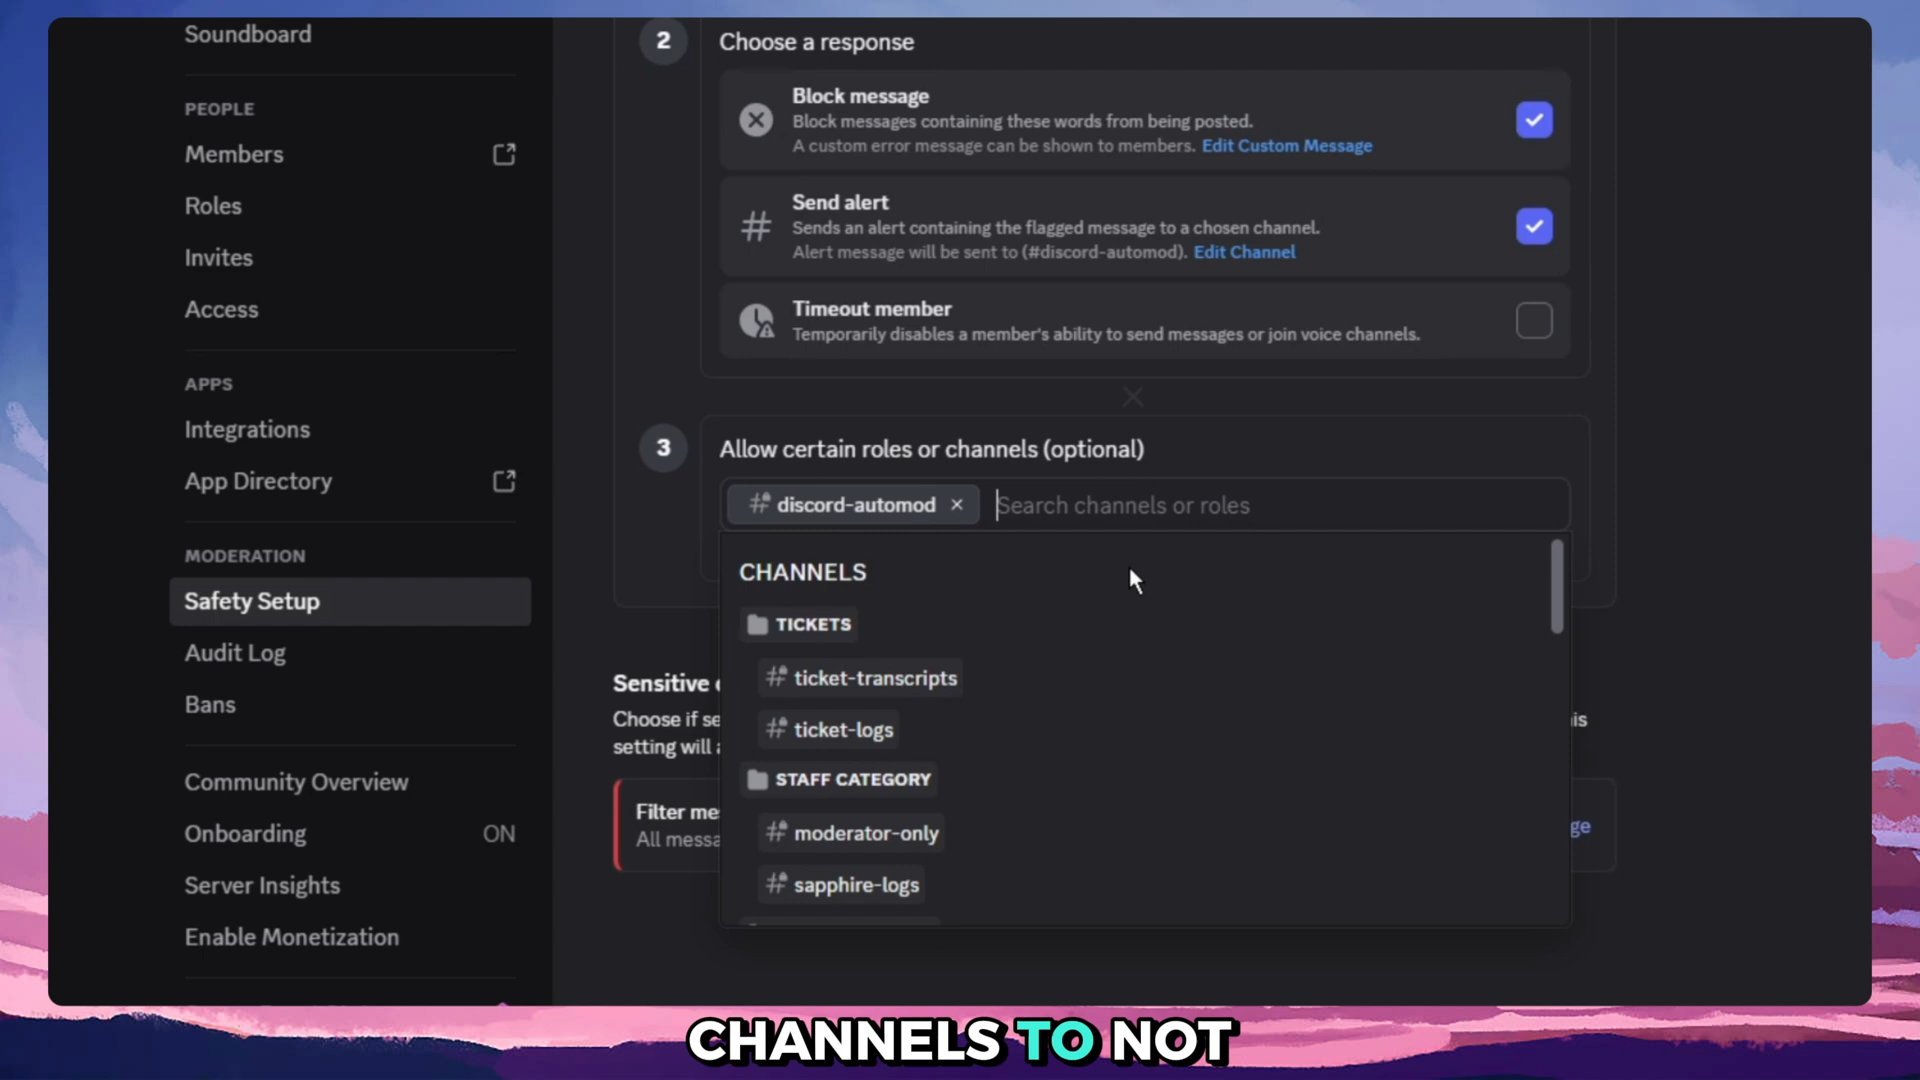 Soundboard
PEOPLE
Members
Roles
Invites
Access
APPS
Integrations
App Directory
MODERATION
Safety Setup
Audit Log
Bans
Community Overview
Onboarding ON
Server Insights
Enable Monetization
2 Choose a response
Block message
Block messages containing these words from being posted.
A custom error message can be shown to members. Edit Custom Message
Send alert
Sends an alert containing the flagged message to a chosen channel.
Alert message will be sent to (#discord-automod). Edit Channel
Timeout member
Temporarily disables a member's ability to send messages or join voice channels.
3 Allow certain roles or channels (optional)
discord-automod Search channels or roles
CHANNELS
TICKETS
ticket-transcripts
ticket-logs
STAFF CATEGORY
moderator-only
sapphire-logs
Sensitive
Choose if
setting will
Filter
All
CHANNELS TO NOT